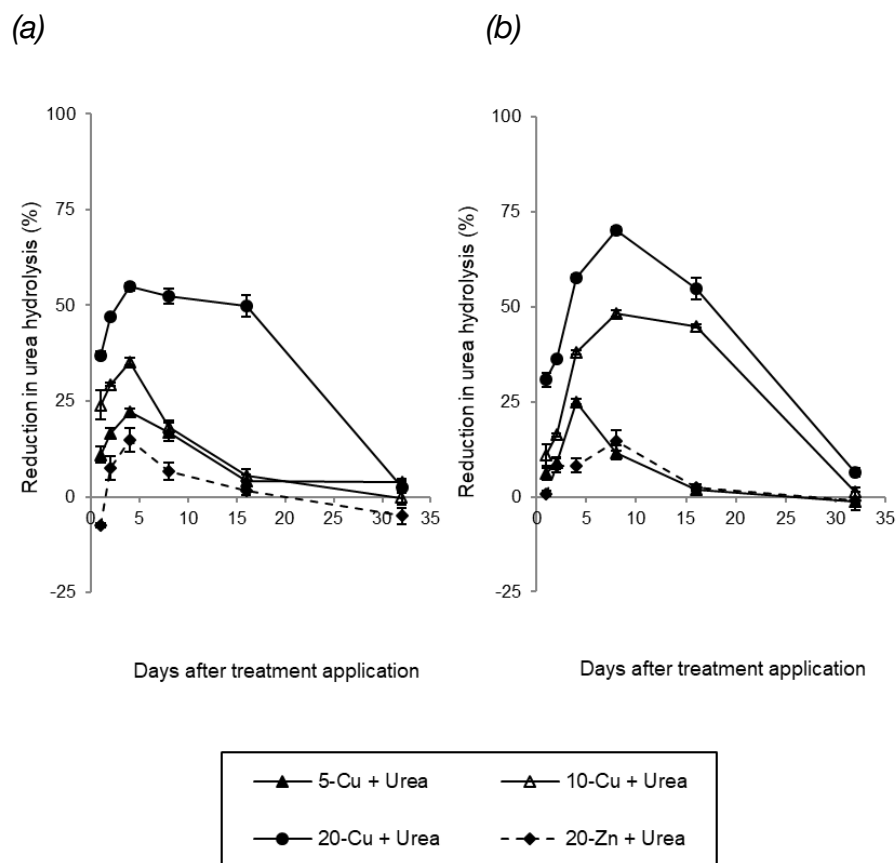 (a)
(b)
Reduction in urea hydrolysis (%)
100
75
50
25
0
-25
0 5 10 15 20 25 30 35
Days after treatment application
Reduction in urea hydrolysis (%)
100
75
50
25
0
-25
0 5 10 15 20 25 30 35
Days after treatment application
5-Cu + Urea
10-Cu + Urea
20-Cu + Urea
20-Zn + Urea